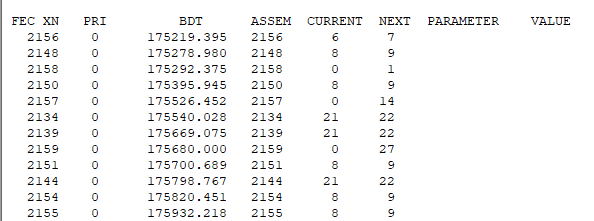 FEC XN PRI BDT ASSEM CURRENT NEXT PARAMETER VALUE
2156 0 175219.395 2156 6 7
2148 0 175278.980 2148 8 9
2158 0 175292.375 2158 0 1
2150 0 175395.945 2150 8 9
2157 0 175526.452 2157 0 14
2134 0 175540.028 2134 21 22
2139 0 175669.075 2139 21 22
2159 0 175680.000 2159 0 27
2151 0 175700.689 2151 8 9
2144 0 175798.767 2144 21 22
2154 0 175820.451 2154 8 9
2155 0 175932.218 2155 8 9